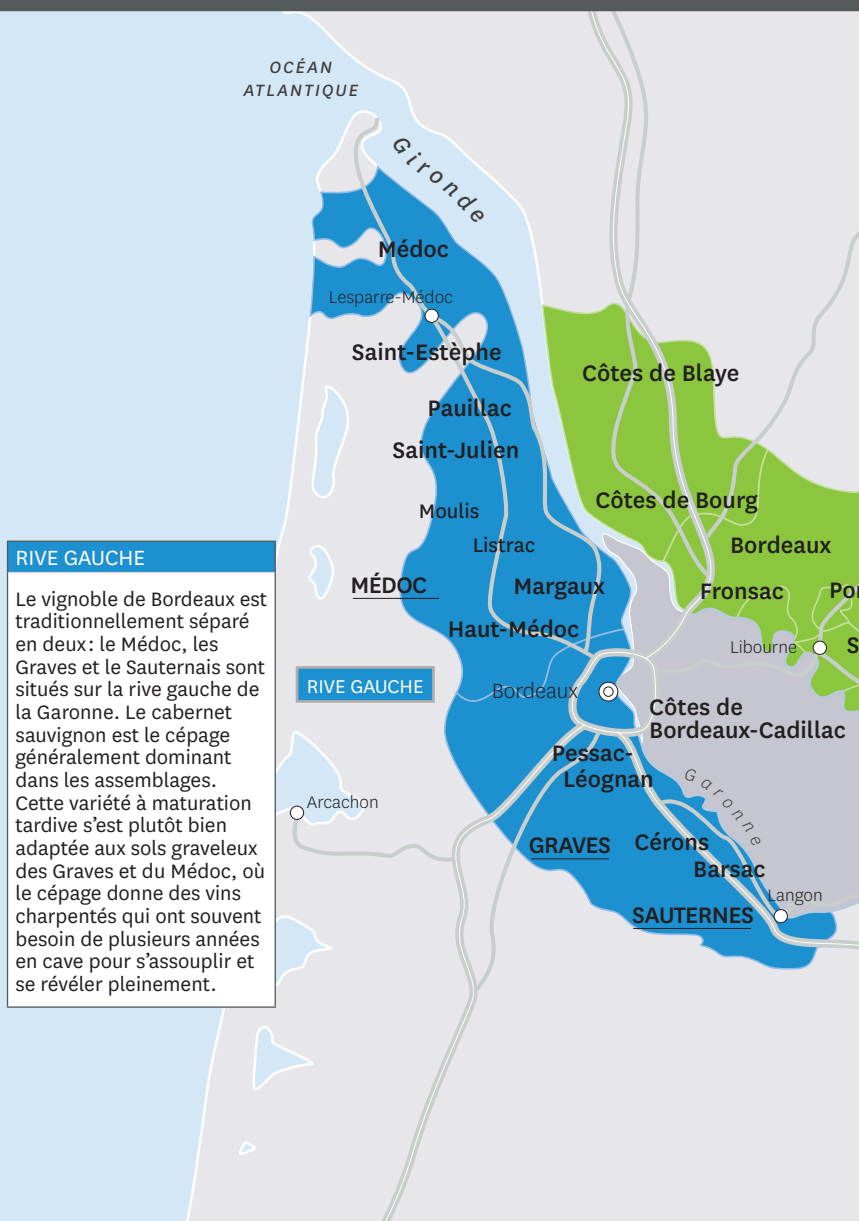 OCÉAN
ATLANTIQUE
Gironde
Médoc
Lesparre-Médoc
Saint-Estèphe
Côtes de Blaye
Pauillac
Saint-Julien
Côtes de Bourg
Moulis
Listrac
Bordeaux
MÉDOC
Margaux
Fronsac
Po
Haut-Médoc
Libourne
S
RIVE GAUCHE
Le vignoble de Bordeaux est
traditionnellement séparé
en deux : le Médoc, les
Graves et le Sauternais sont
situés sur la rive gauche de
la Garonne. Le cabernet
sauvignon est le cépage
généralement dominant
dans les assemblages.
Cette variété à maturation
tardive s’est plutôt bien
adaptée aux sols graveleux
des Graves et du Médoc, où
le cépage donne des vins
charpentés qui ont souvent
besoin de plusieurs années
en cave pour s’assouplir et
se révéler pleinement.
RIVE GAUCHE
Bordeaux
Côtes de
Bordeaux-Cadillac
Pessac-
Léognan
Garonne
Arcachon
GRAVES
Cérons
Barsac
Langon
SAUTERNES